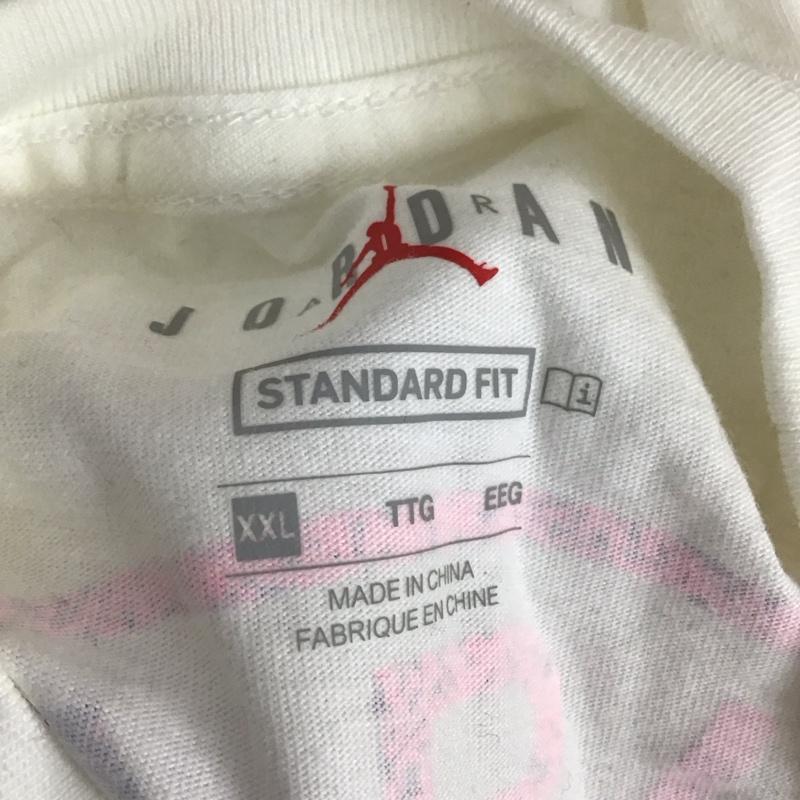 JORDAN
R
STANDARD FIT
i
XXL TTG EEG
MADE IN CHINA
FABRIQUE EN CHINE